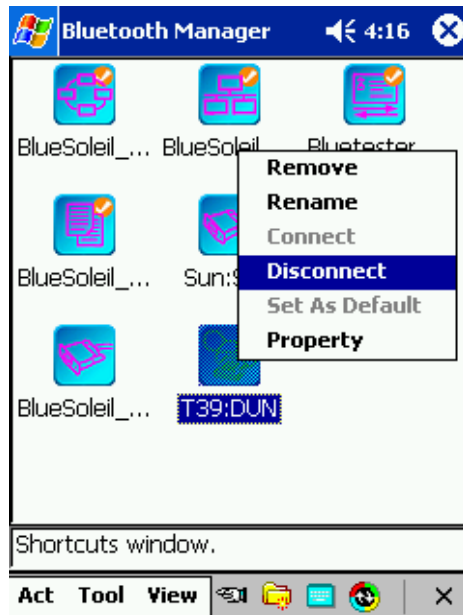 Bluetooth Manager 4:16
BlueSoleil_... BlueSoleil Bluetester
Remove
Rename
Connect
BlueSoleil_... Sun:S
Disconnect
Set As Default
Property
BlueSoleil_... T39:DUN
Shortcuts window.
Act Tool View